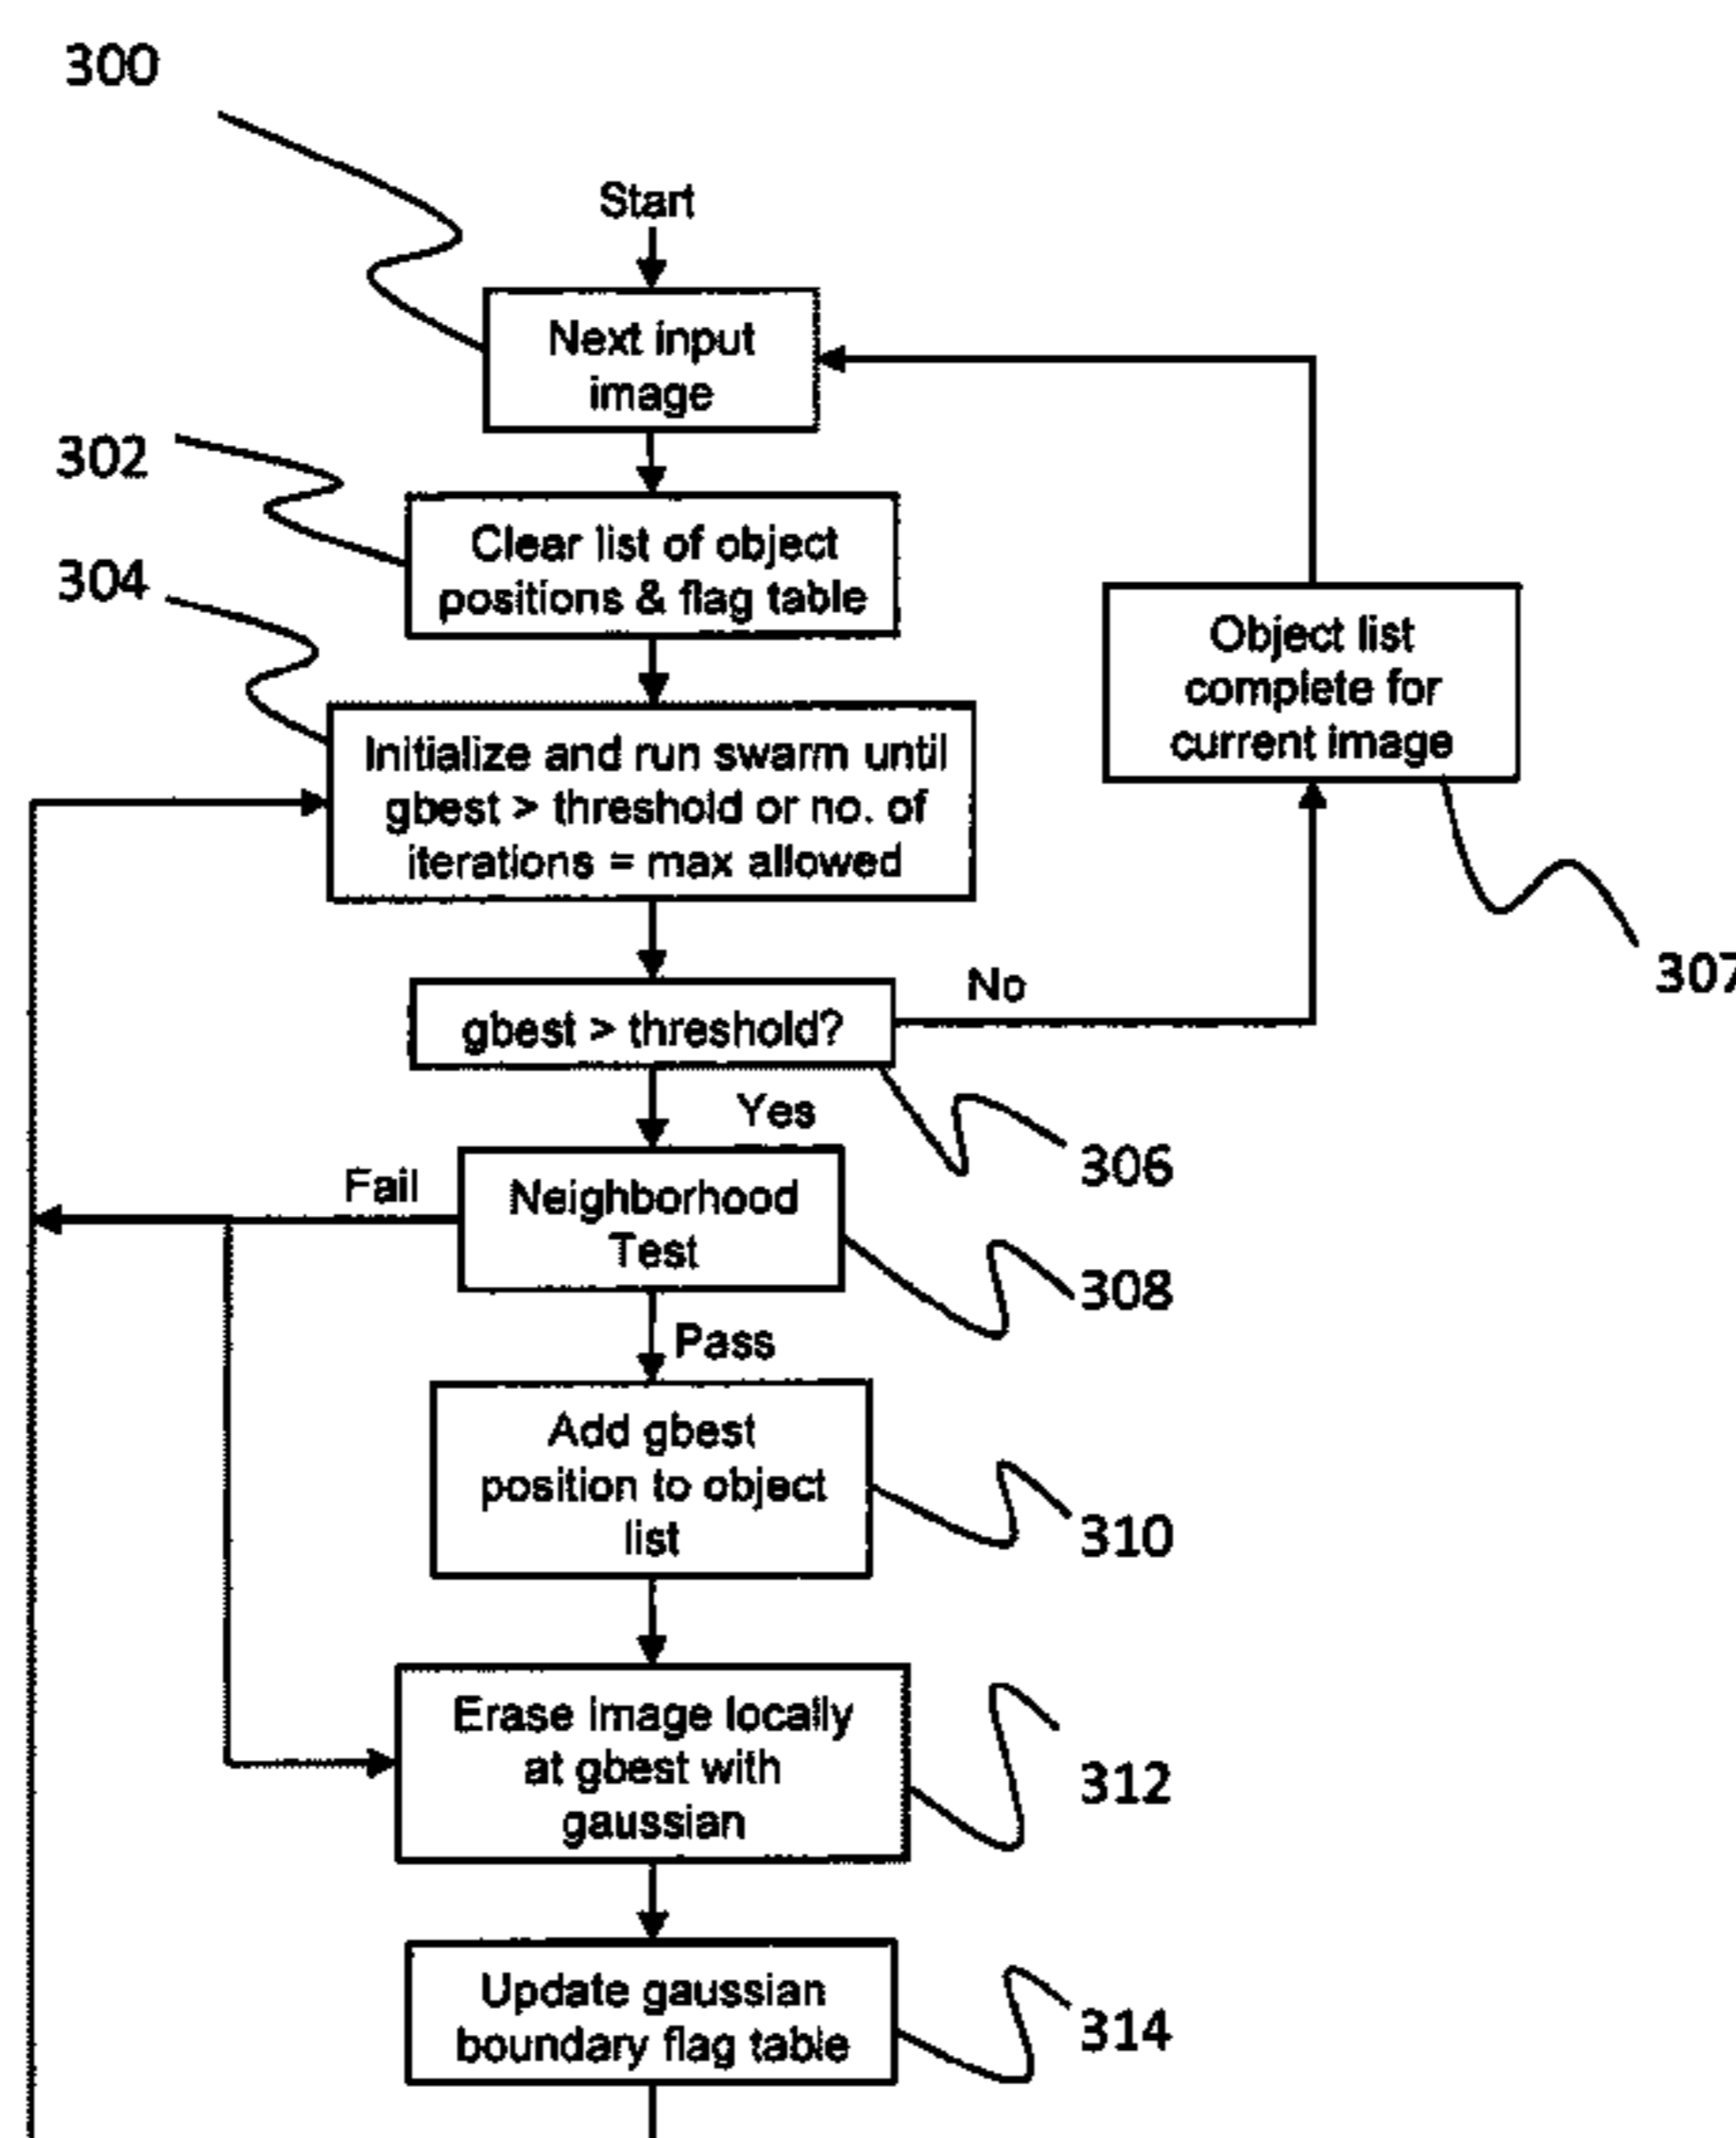 300
Start
Next input
image
302
Clear list of object
positions & flag table
304
Initialize and run swarm until
gbest > threshold or no. of
iterations = max allowed
Object list
complete for
current image
307
gbest > threshold?
No
Yes
306
Fail
Neighborhood
Test
308
Pass
Add gbest
position to object
list
310
Erase image locally
at gbest with
gaussian
312
Update gaussian
boundary flag table
314